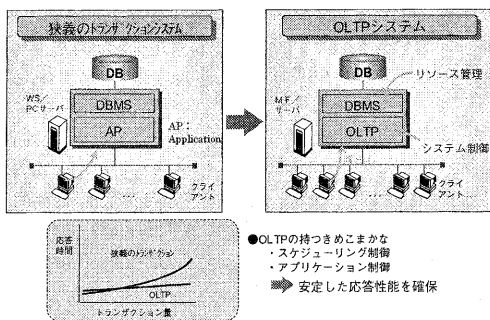 狭義のトランザクションシステム
DB
WS/
PCサーバ
DBMS
AP
AP:
Application
...
クライ
アント
OLTPシステム
DB
リソース管理
MF/
サーバ
DBMS
OLTP
システム制御
...
クライ
アント
応答
時間
狭義のトランザクション
OLTP
トランザクション量
●OLTPの持つきめこまかな
・スケジューリング制御
・アプリケーション制御
安定した応答性能を確保